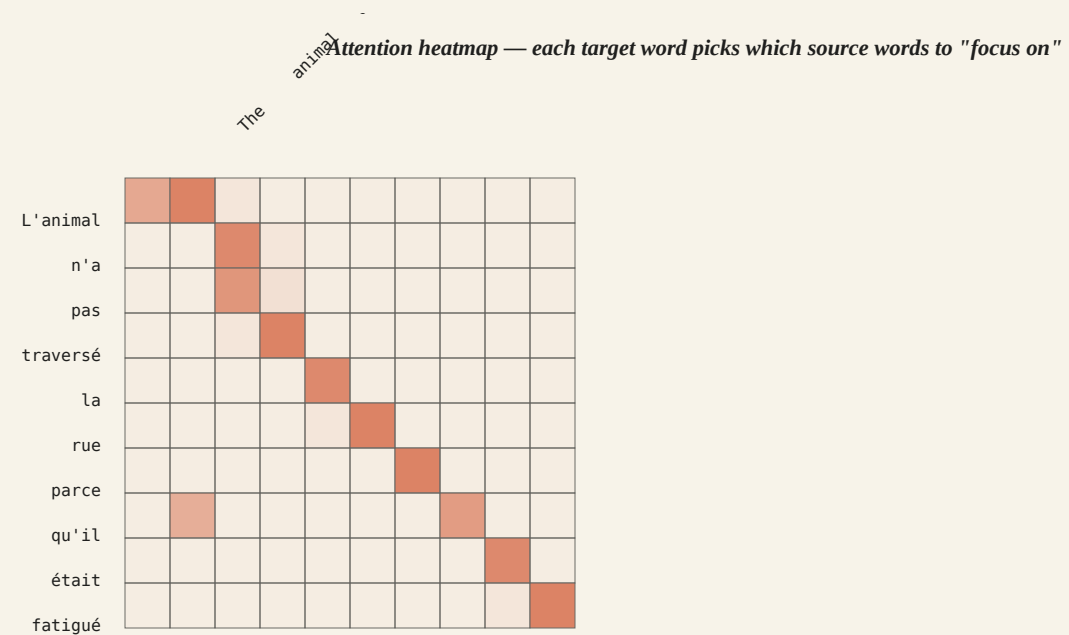 Attention heatmap — each target word picks which source words to "focus on"
animal
The
L'animal
n'a
pas
traversé
la
rue
parce
qu'il
était
fatigué